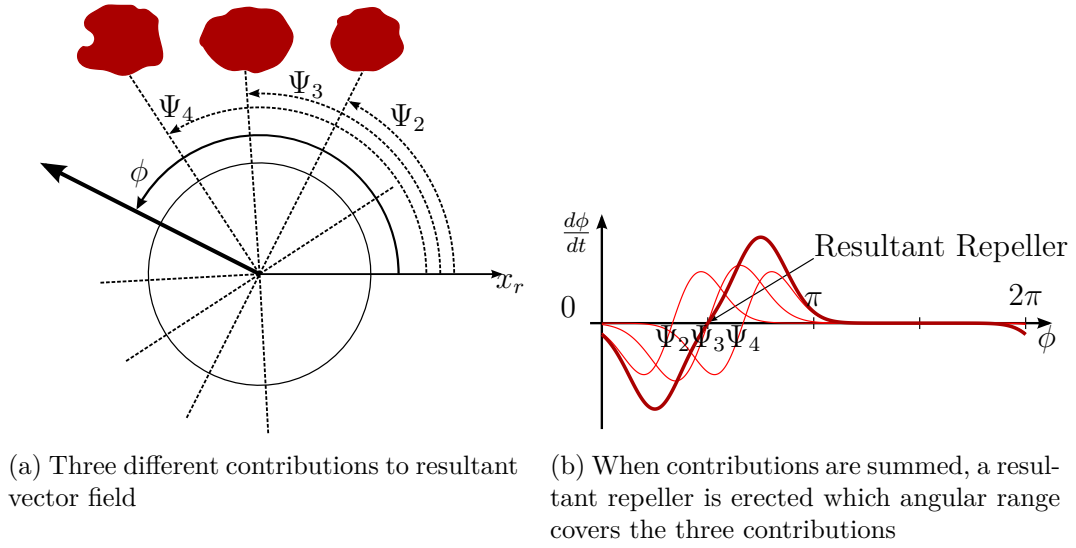 Ψ₄
Ψ₃
Ψ₂
ϕ
x_r
dϕ/dt
Resultant Repeller
0
π
2π
Ψ₂Ψ₃Ψ₄
ϕ
(a) Three different contributions to resultant
vector field
(b) When contributions are summed, a resul-
tant repeller is erected which angular range
covers the three contributions